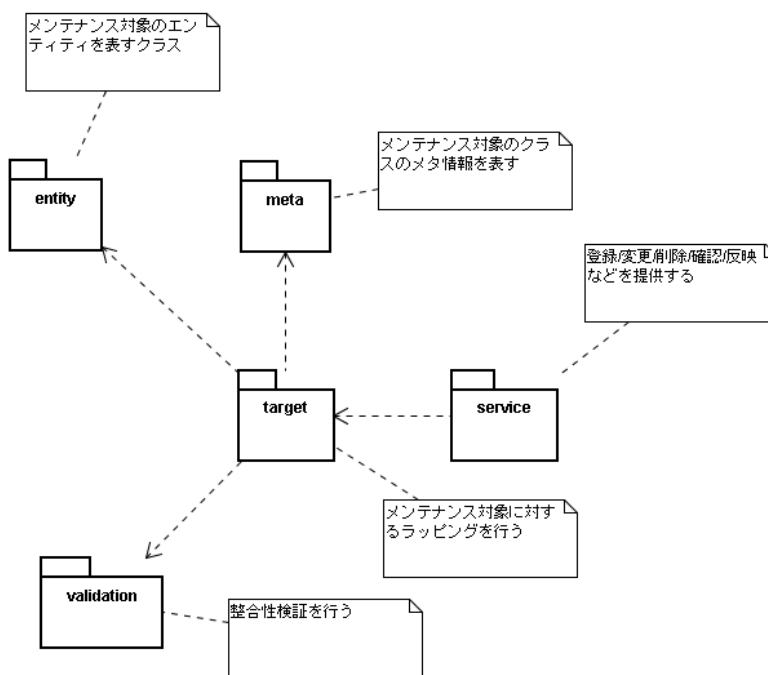 メンテナンス対象のエン
ティティを表すクラス
メンテナンス対象のクラ
スのメタ情報を表す
entity
meta
登録/変更/削除/確認/反映
などを提供する
target
service
メンテナンス対象に対す
るラッピングを行う
validation
整合性検証を行う